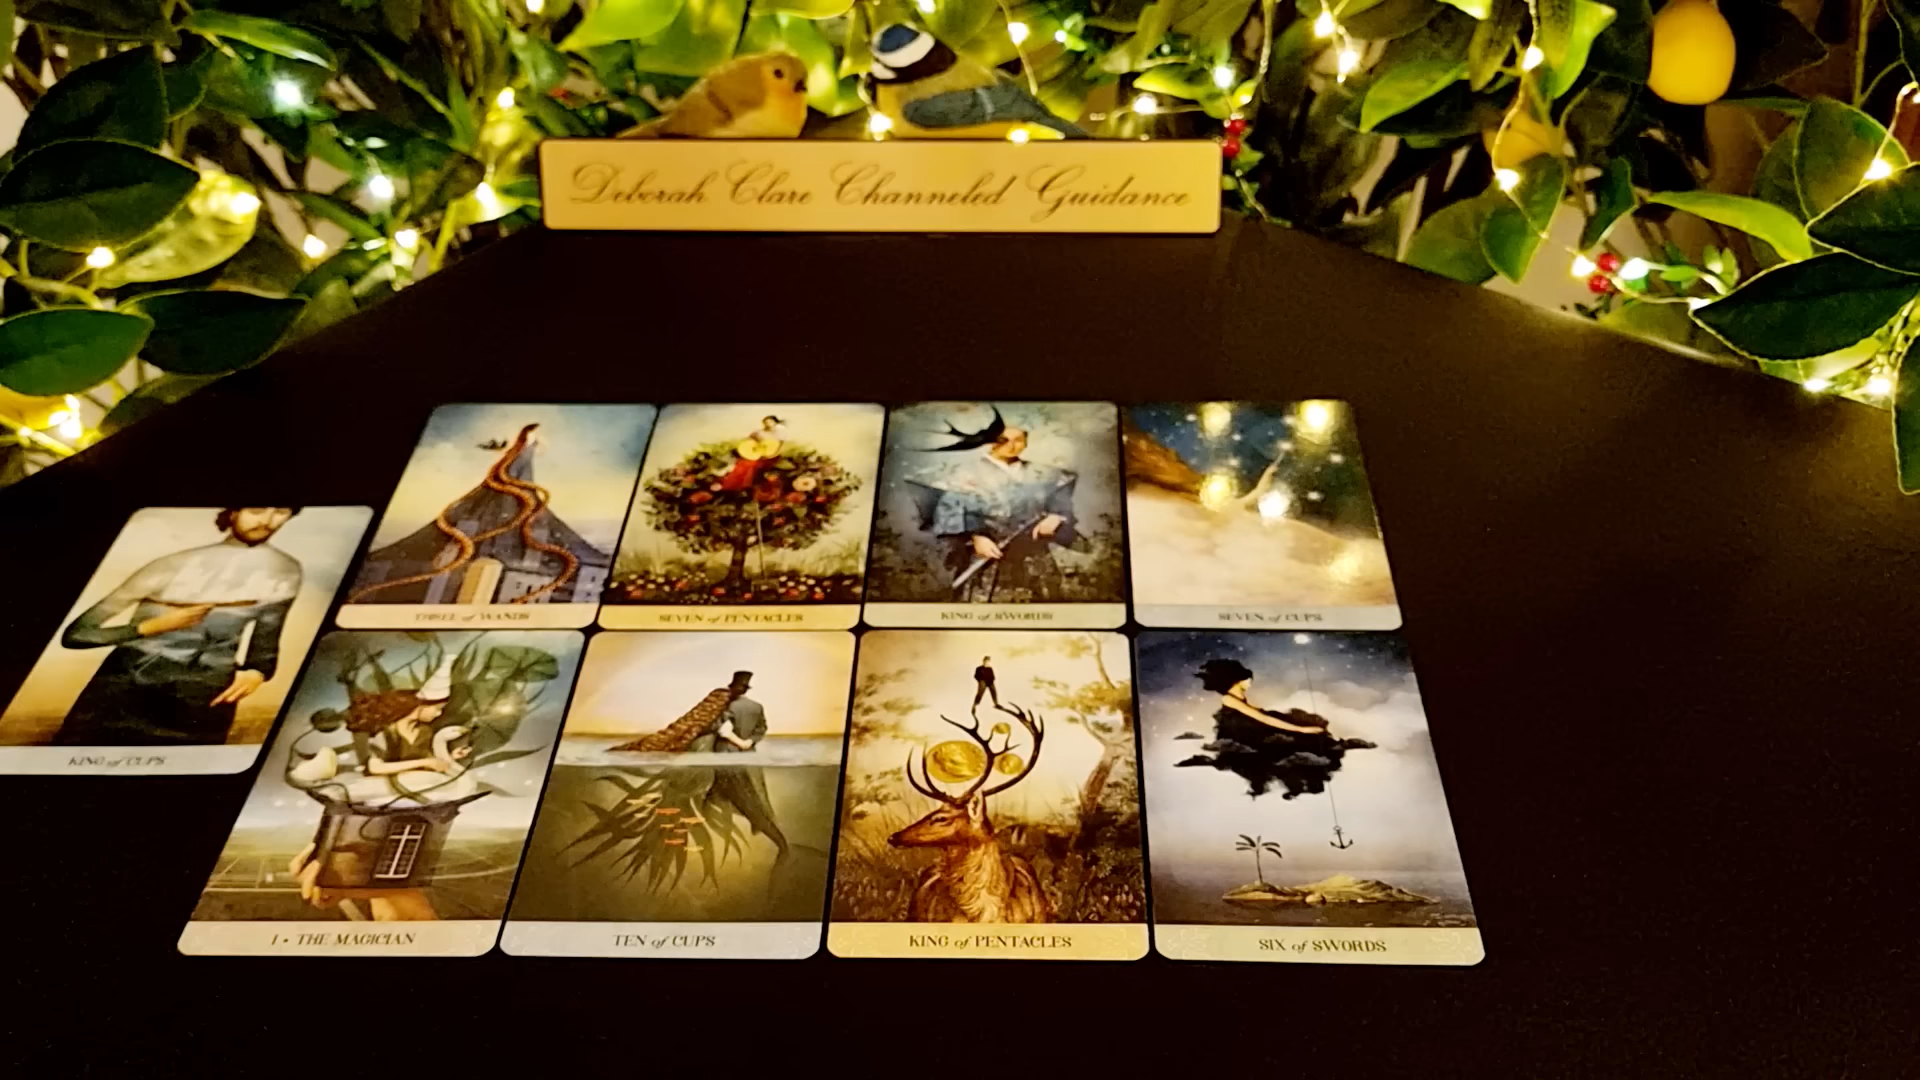 Deborah Clare Channeled Guidance
THREE of WANDS
SEVEN of PENTACLES
KING of SWORDS
SEVEN of CUPS
KING of CUPS
I • THE MAGICIAN
TEN of CUPS
KING of PENTACLES
SIX of SWORDS